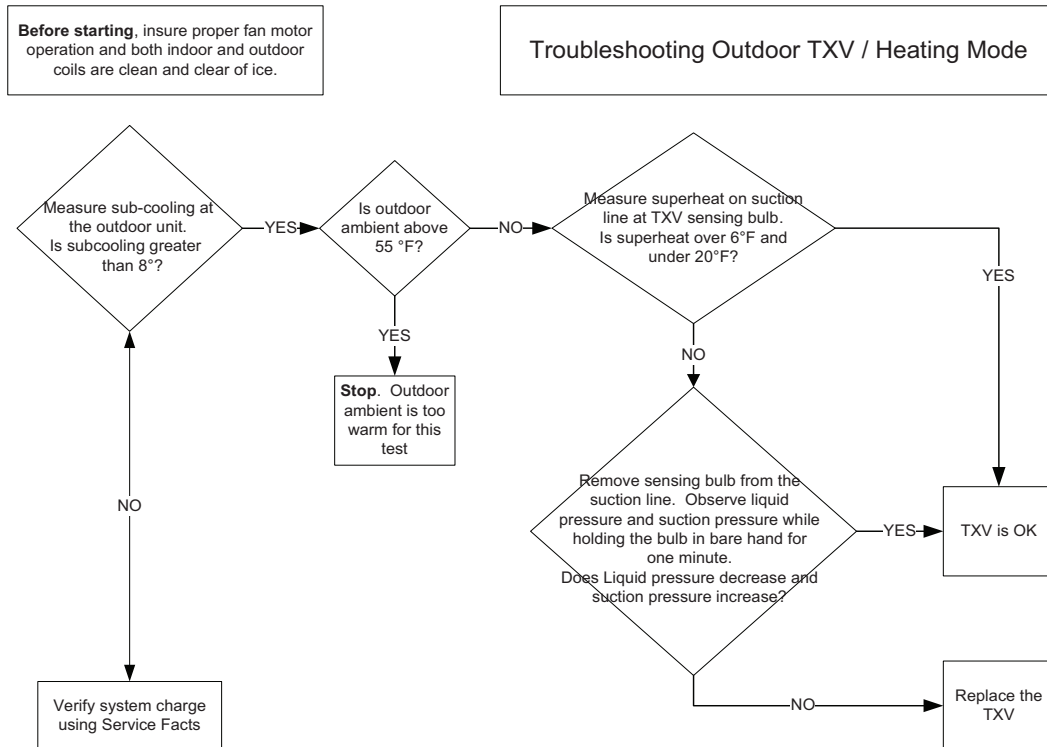 Before starting, insure proper fan motor
operation and both indoor and outdoor
coils are clean and clear of ice.
Troubleshooting Outdoor TXV / Heating Mode
Measure sub-cooling at
the outdoor unit.
Is subcooling greater
than 8°?
YES
Is outdoor
ambient above
55 °F?
NO
Measure superheat on suction
line at TXV sensing bulb.
Is superheat over 6°F and
under 20°F?
YES
YES
NO
Stop. Outdoor
ambient is too
warm for this
test
Remove sensing bulb from the
suction line. Observe liquid
pressure and suction pressure while
holding the bulb in bare hand for
one minute.
Does Liquid pressure decrease and
suction pressure increase?
YES
TXV is OK
NO
NO
Verify system charge
using Service Facts
Replace the
TXV